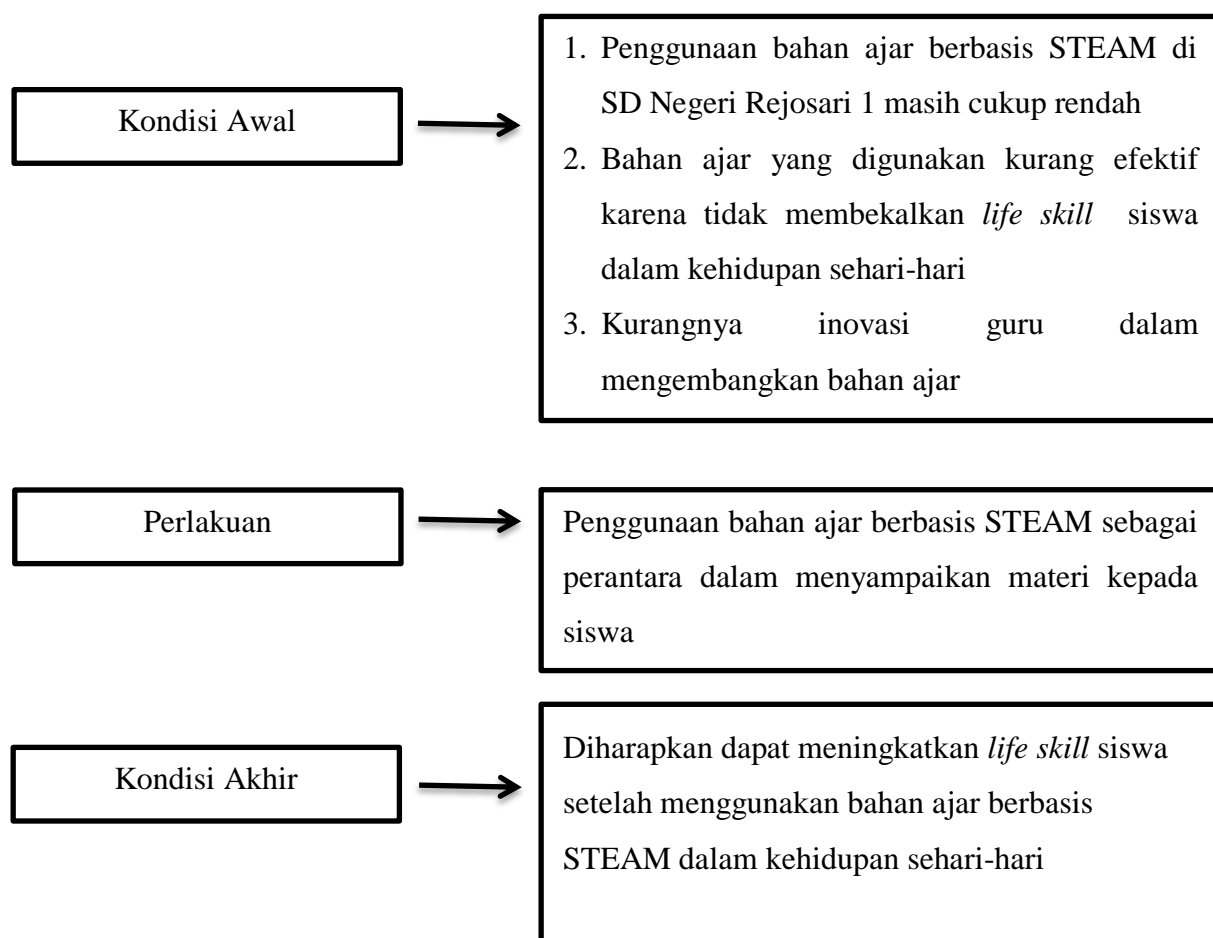 Kondisi Awal
1. Penggunaan bahan ajar berbasis STEAM di
SD Negeri Rejosari 1 masih cukup rendah
2. Bahan ajar yang digunakan kurang efektif
karena tidak membekalkan life skill siswa
dalam kehidupan sehari-hari
3. Kurangnya inovasi guru dalam
mengembangkan bahan ajar
Perlakuan
Penggunaan bahan ajar berbasis STEAM sebagai
perantara dalam menyampaikan materi kepada
siswa
Kondisi Akhir
Diharapkan dapat meningkatkan life skill siswa
setelah menggunakan bahan ajar berbasis
STEAM dalam kehidupan sehari-hari